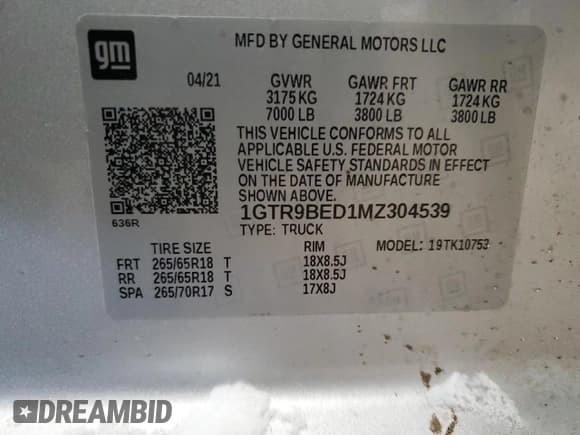 gm
MFD BY GENERAL MOTORS LLC
04/21 GVWR GAWR FRT GAWR RR
3175 KG 1724 KG 1724 KG
7000 LB 3800 LB 3800 LB
THIS VEHICLE CONFORMS TO ALL
APPLICABLE U.S. FEDERAL MOTOR
VEHICLE SAFETY STANDARDS IN EFFECT
ON THE DATE OF MANUFACTURE
SHOWN ABOVE.
636R
1GTR9BED1MZ304539
TYPE: TRUCK
TIRE SIZE RIM MODEL: 19TK10753
FRT 265/65R18 T 18X8.5J
RR 265/65R18 T 18X8.5J
SPA 265/70R17 S 17X8J
DREAMBID